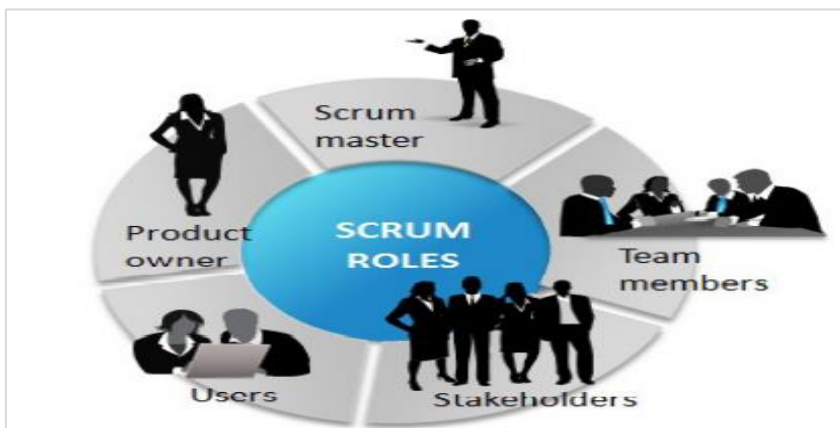 Scrum
master
Product
owner
SCRUM
ROLES
Team
members
Users
Stakeholders